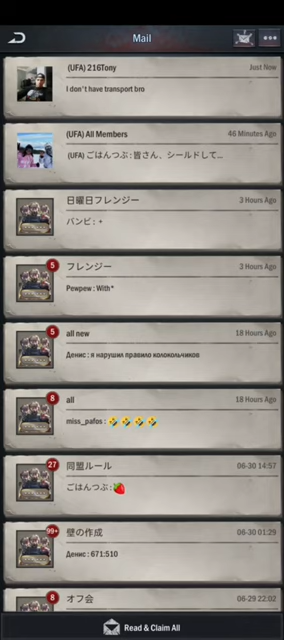 Mail
(UFA) 216Tony
Just Now
I don't have transport bro
(UFA) All Members
46 Minutes Ago
(UFA) ごはんつぶ : 皆さん、シールドして...
日曜日フレンジー
3 Hours Ago
バンビ : +
5
フレンジー
3 Hours Ago
Pewpew : With*
5
all new
18 Hours Ago
Денис : я нарушил правило колокольчиков
8
all
18 Hours Ago
miss_pafos : 🤣🤣🤣🤣
27
同盟ルール
06-30 14:57
ごはんつぶ :🍓
99+
壁の作成
06-30 01:29
Денис : 671:510
8
オフ会
06-29 22:02
Read & Claim All